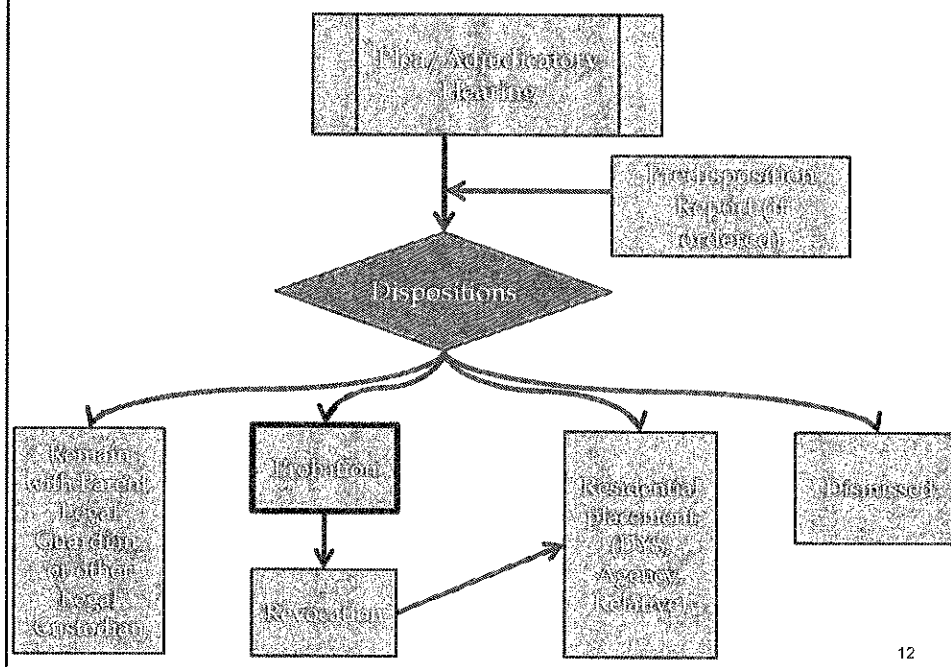 Plea/Adjudicatory
Hearing
Predisposition
Report (if
ordered)
Dispositions
Remain
with Parent
Legal
Guardian
or other
Legal
Custodian
Probation
Residential
placement
(DYS,
Agency,
Relative)
Dismissed
Revocation
12